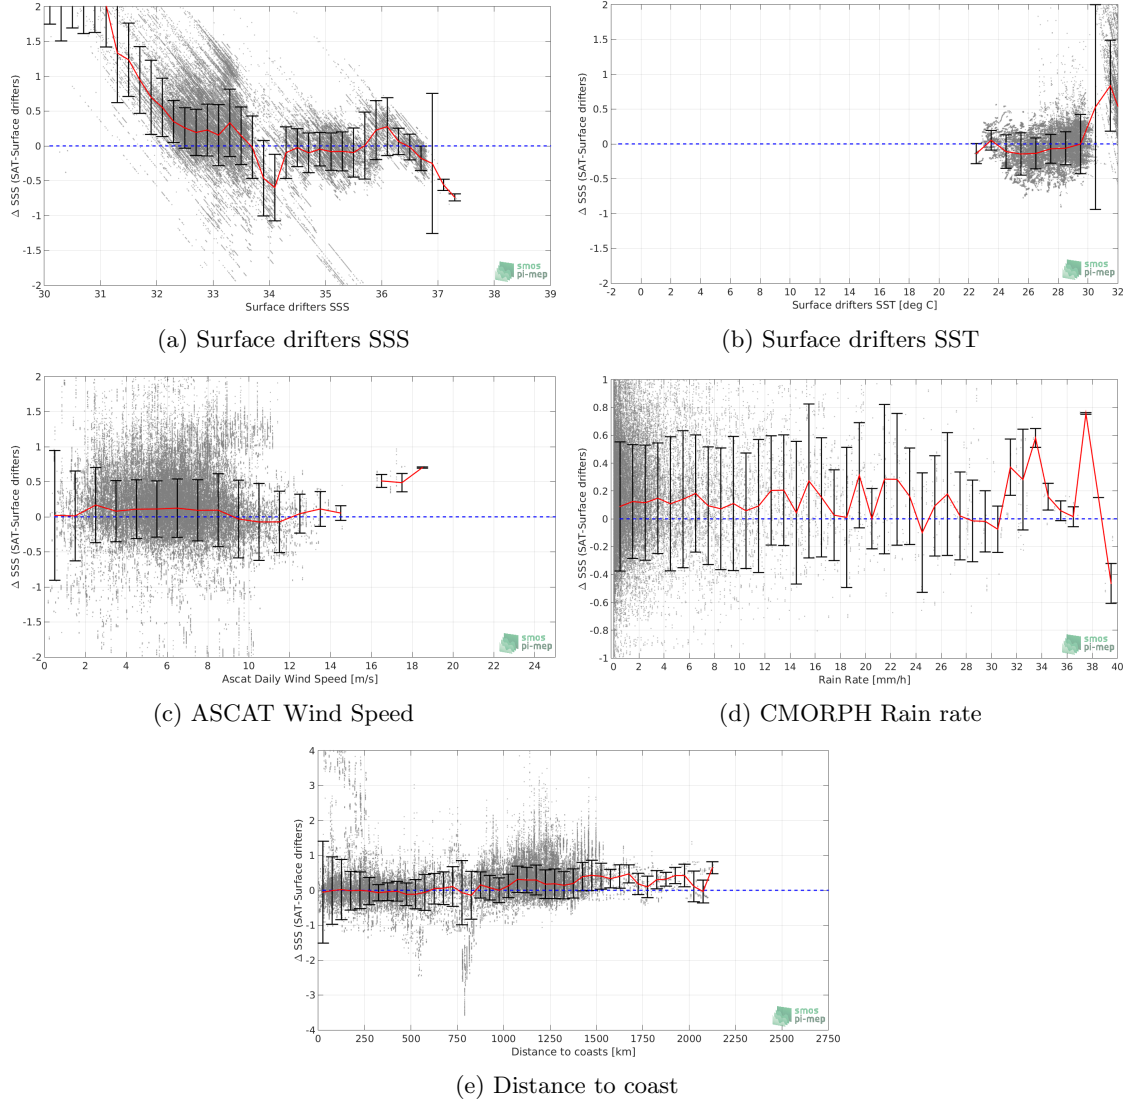 2
1.5
1
0.5
0
-0.5
-1
-1.5
-2
Δ SSS (SAT-Surface drifters)
30 31 32 33 34 35 36 37 38 39
Surface drifters SSS
smos
pi-mep
(a) Surface drifters SSS
2
1.5
1
0.5
0
-0.5
-1
-1.5
-2
Δ SSS (SAT-Surface drifters)
-2 0 2 4 6 8 10 12 14 16 18 20 22 24 26 28 30 32
Surface drifters SST [deg C]
smos
pi-mep
(b) Surface drifters SST
2
1.5
1
0.5
0
-0.5
-1
-1.5
-2
Δ SSS (SAT-Surface drifters)
0 2 4 6 8 10 12 14 16 18 20 22 24
Ascat Daily Wind Speed [m/s]
smos
pi-mep
(c) ASCAT Wind Speed
1
0.8
0.6
0.4
0.2
0
-0.2
-0.4
-0.6
-0.8
-1
Δ SSS (SAT-Surface drifters)
0 2 4 6 8 10 12 14 16 18 20 22 24 26 28 30 32 34 36 38 40
Rain Rate [mm/h]
smos
pi-mep
(d) CMORPH Rain rate
4
3
2
1
0
-1
-2
-3
-4
Δ SSS (SAT-Surface drifters)
0 250 500 750 1000 1250 1500 1750 2000 2250 2500 2750
Distance to coasts [km]
smos
pi-mep
(e) Distance to coast